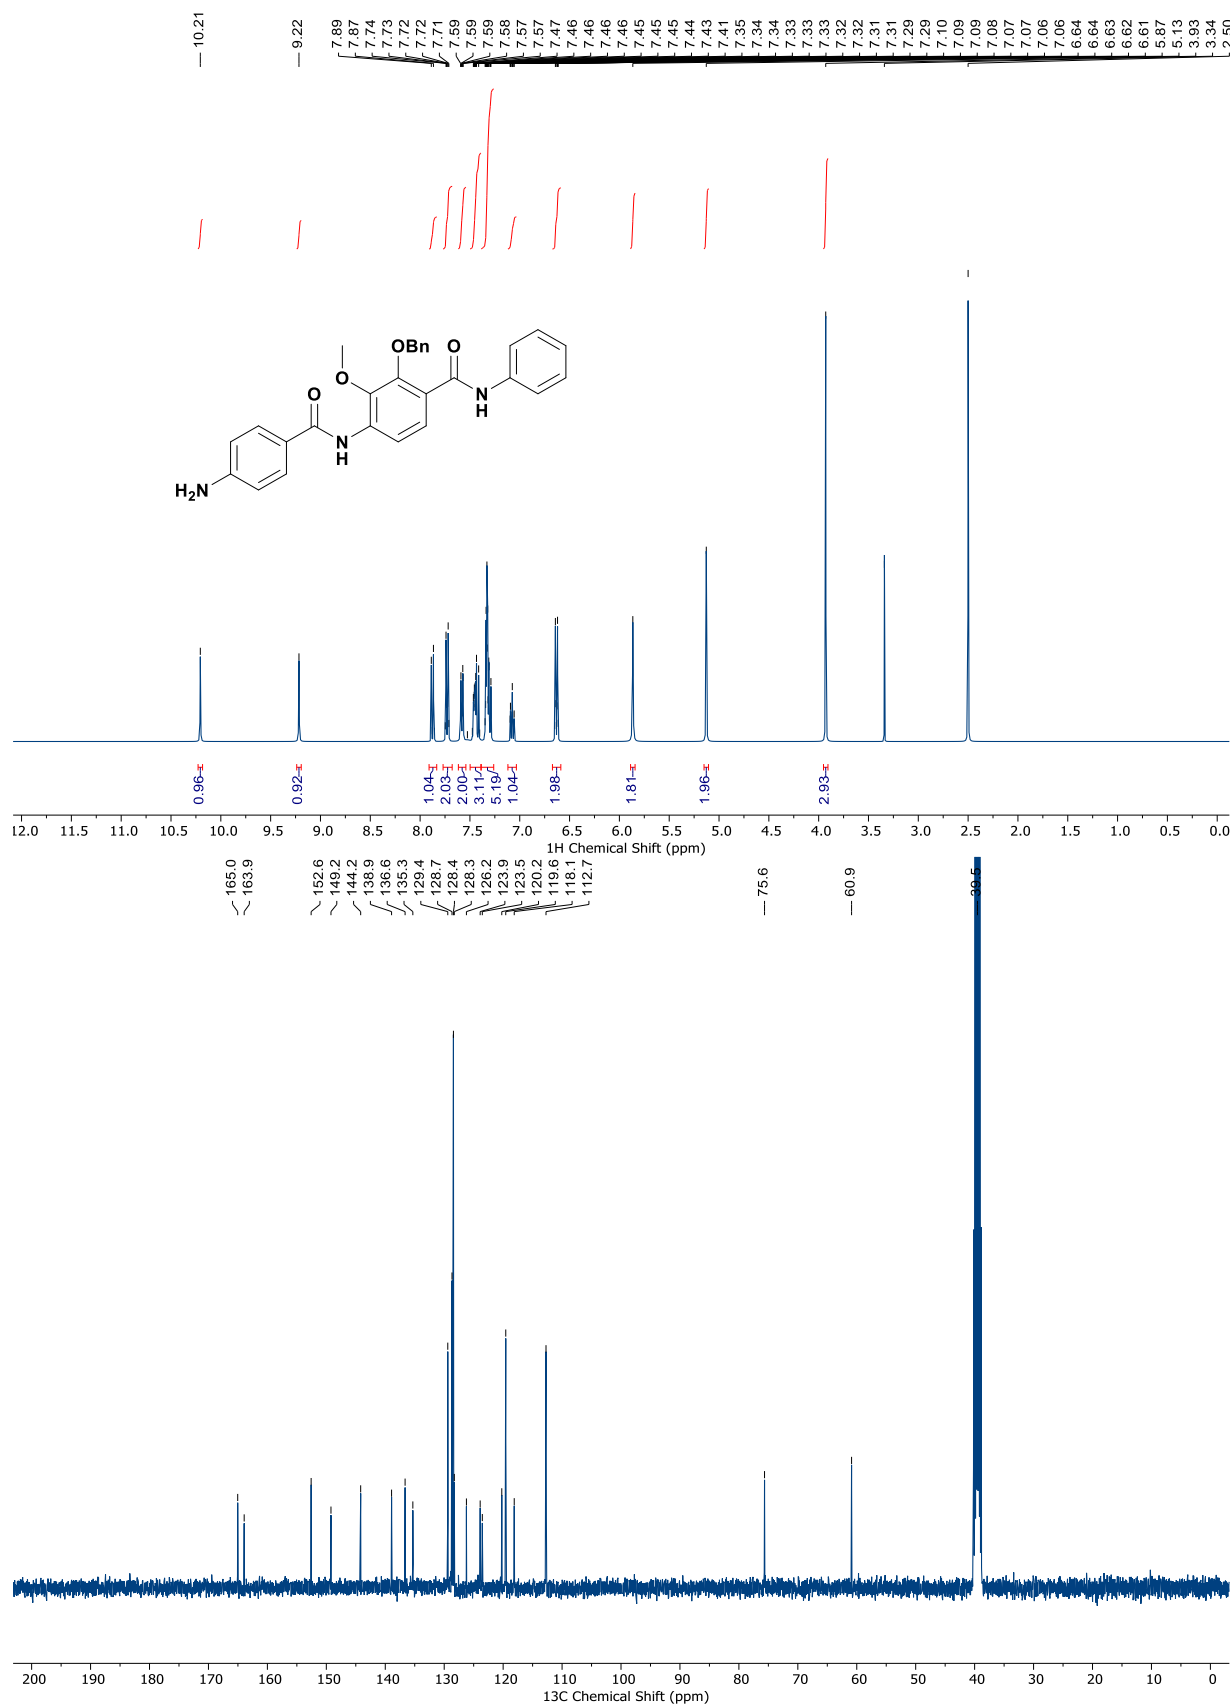 10.21 9.22 7.89 7.87 7.74 7.73 7.72 7.72 7.71 7.59 7.59 7.59 7.58 7.57 7.57 7.47 7.46 7.46 7.46 7.46 7.45 7.45 7.45 7.44 7.43 7.41 7.35 7.34 7.34 7.33 7.33 7.33 7.32 7.32 7.31 7.31 7.29 7.29 7.10 7.09 7.09 7.08 7.07 7.07 7.06 7.06 6.64 6.64 6.63 6.62 6.61 5.87 5.13 3.93 3.34 2.50
OBn
O
O
O
N
H
N
H
H2N
0.96 0.92 1.04 2.03 2.00 3.11 5.19 1.04 1.98 1.81 1.96 2.93
12.0 11.5 11.0 10.5 10.0 9.5 9.0 8.5 8.0 7.5 7.0 6.5 6.0 5.5 5.0 4.5 4.0 3.5 3.0 2.5 2.0 1.5 1.0 0.5 0.0
1H Chemical Shift (ppm)
165.0 163.9 152.6 149.2 144.2 138.9 136.6 135.3 129.4 128.7 128.4 128.3 126.2 123.9 123.5 120.2 119.6 118.1 112.7 75.6 60.9 39.5
200 190 180 170 160 150 140 130 120 110 100 90 80 70 60 50 40 30 20 10 0
13C Chemical Shift (ppm)